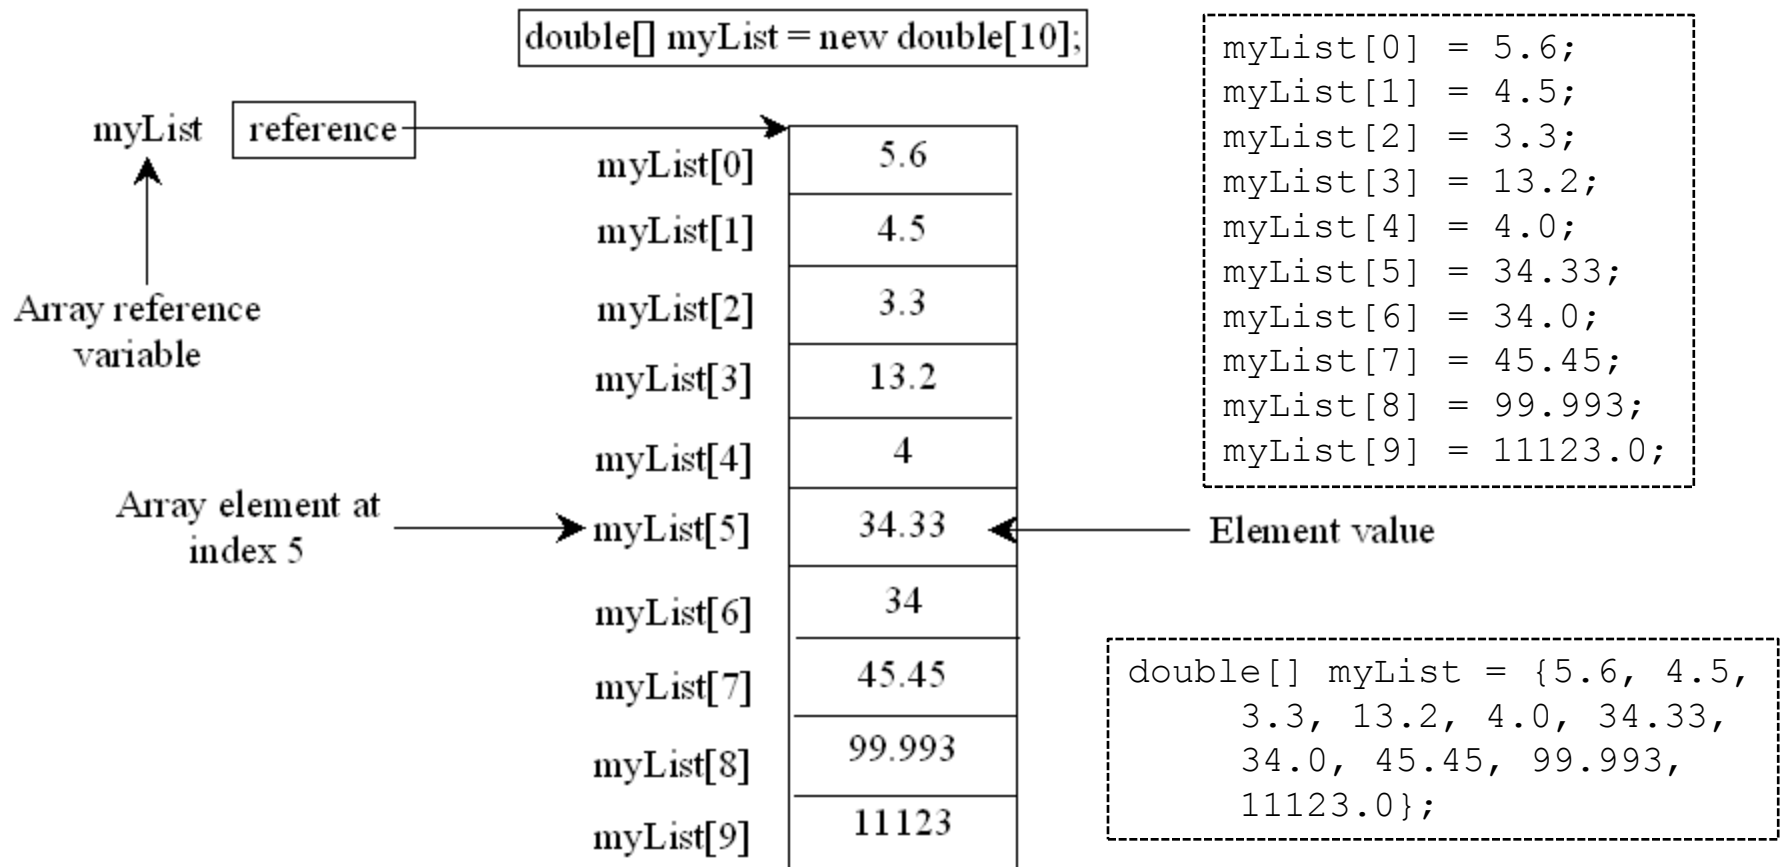 double[] myList = new double[10];
myList reference
Array reference
variable
myList[0] 5.6
myList[1] 4.5
myList[2] 3.3
myList[3] 13.2
myList[4] 4
Array element at
index 5
myList[5] 34.33
Element value
myList[6] 34
myList[7] 45.45
myList[8] 99.993
myList[9] 11123
myList[0] = 5.6;
myList[1] = 4.5;
myList[2] = 3.3;
myList[3] = 13.2;
myList[4] = 4.0;
myList[5] = 34.33;
myList[6] = 34.0;
myList[7] = 45.45;
myList[8] = 99.993;
myList[9] = 11123.0;
double[] myList = {5.6, 4.5,
3.3, 13.2, 4.0, 34.33,
34.0, 45.45, 99.993,
11123.0};